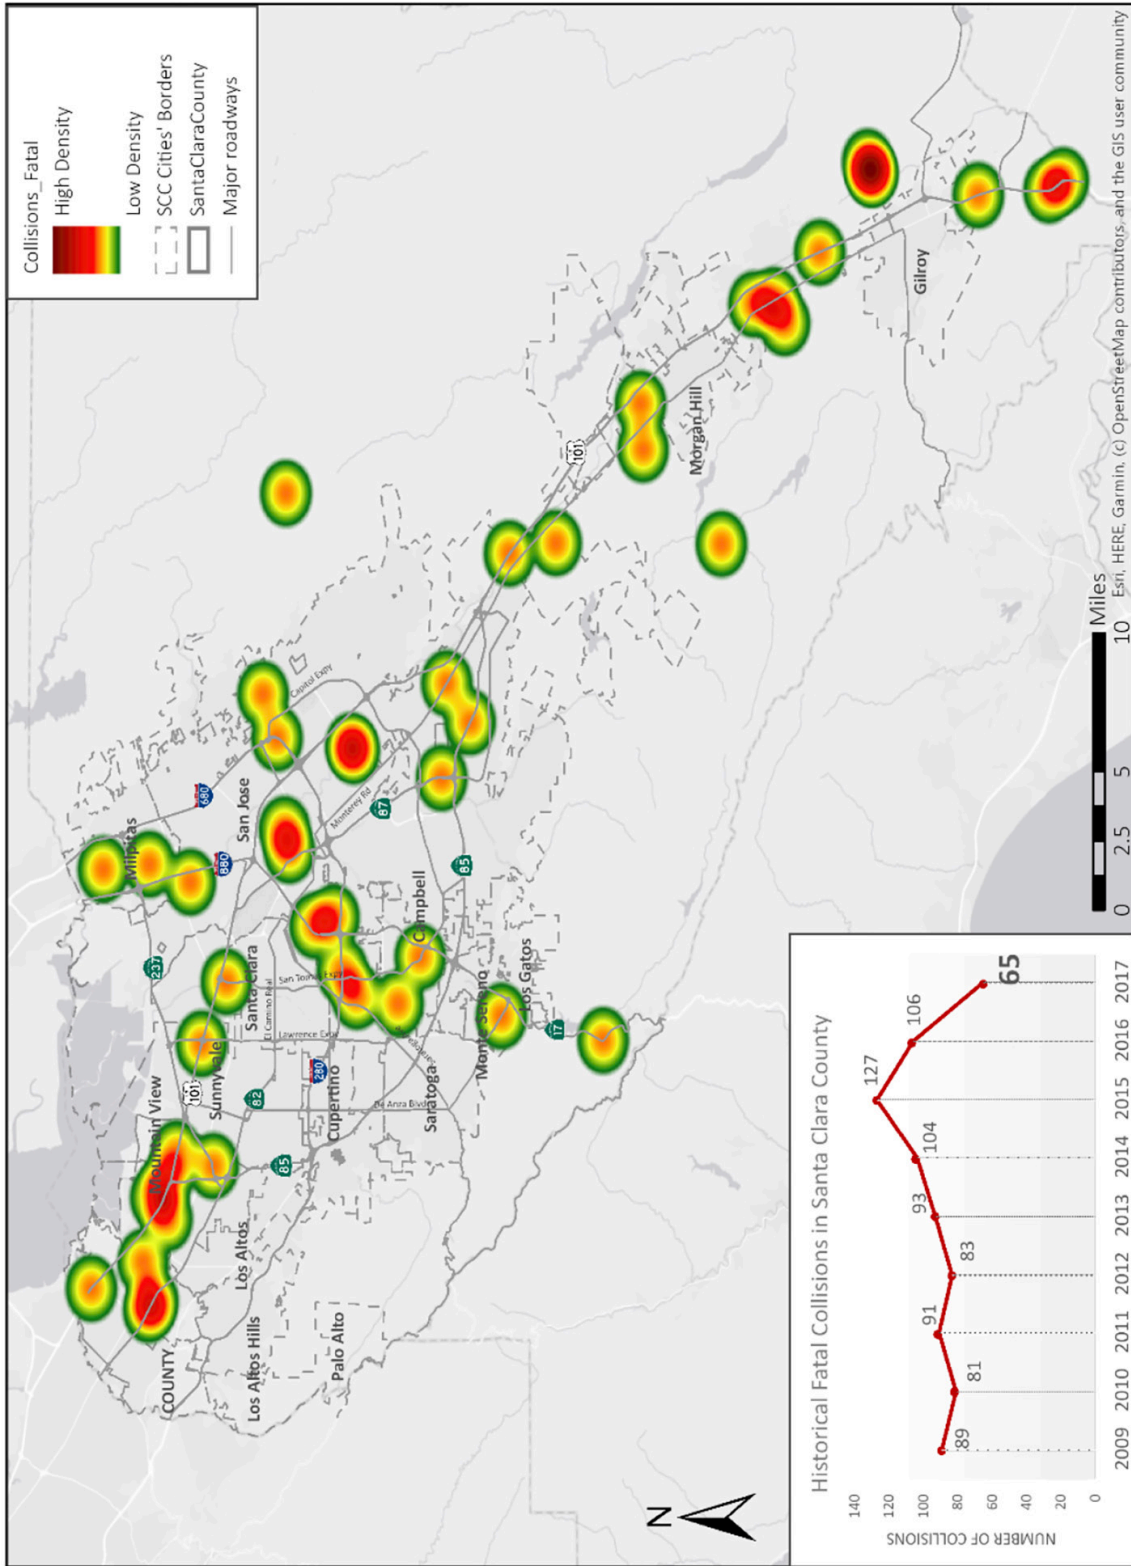 Collisions_Fatal
High Density
Low Density
SCC Cities' Borders
SantaClaraCounty
Major roadways
COUNTY
Mountain View
Milpitas
237
680
880
101
Los Altos
Sunnyvale
Santa Clara
San Jose
Los Altos Hills
85
82
El Camino Real
Capitol Expy
Palo Alto
280
Lawrence Expy
Monterey Rd
Cupertino
87
De Anza Blvd
Saratoga
Campbell
85
Monte Sereno
Los Gatos
17
101
Morgan Hill
Gilroy
N
0 2.5 5 10
Miles
Esri, HERE, Garmin, (c) OpenStreetMap contributors, and the GIS user community
Historical Fatal Collisions in Santa Clara County
NUMBER OF COLLISIONS
140
120
100
80
60
40
20
0
89 81 91 83 93 104 127 106 65
2009 2010 2011 2012 2013 2014 2015 2016 2017